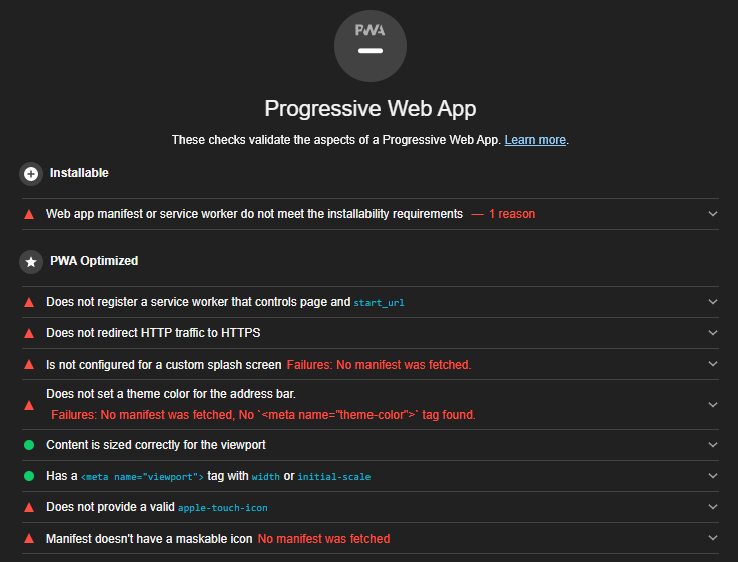 PWA
Progressive Web App
These checks validate the aspects of a Progressive Web App. Learn more.
Installable
Web app manifest or service worker do not meet the installability requirements — 1 reason
PWA Optimized
Does not register a service worker that controls page and start_url
Does not redirect HTTP traffic to HTTPS
Is not configured for a custom splash screen Failures: No manifest was fetched.
Does not set a theme color for the address bar.
Failures: No manifest was fetched, No `<meta name="theme-color">` tag found.
Content is sized correctly for the viewport
Has a <meta name="viewport"> tag with width or initial-scale
Does not provide a valid apple-touch-icon
Manifest doesn't have a maskable icon No manifest was fetched